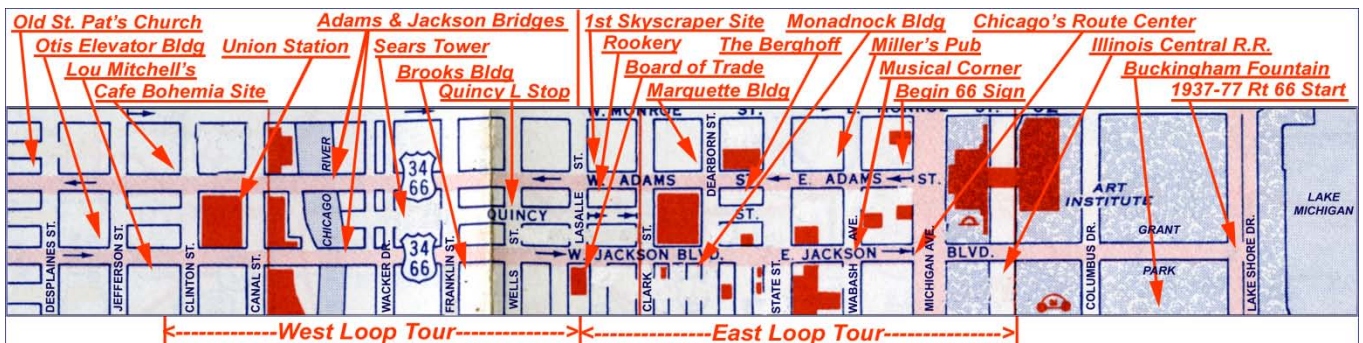 Old St. Pat's Church
Otis Elevator Bldg
Lou Mitchell's
Cafe Bohemia Site
Union Station
Adams & Jackson Bridges
Sears Tower
Brooks Bldg
Quincy L Stop
1st Skyscraper Site
Rookery
Board of Trade
Marquette Bldg
Monadnock Bldg
The Berghoff
Miller's Pub
Musical Corner
Begin 66 Sign
Chicago's Route Center
Illinois Central R.R.
Buckingham Fountain
1937-77 Rt 66 Start
W. MONROE ST. E. MONROE ST.
RIVER
CHICAGO
34
66
W. ADAMS ST. E. ADAMS ST.
QUINCY ST.
34
66
W. JACKSON BLVD. E. JACKSON BLVD.
DESPLAINES ST.
JEFFERSON ST.
CLINTON ST.
CANAL ST.
WACKER DR.
FRANKLIN ST.
WELLS ST.
LASALLE ST.
CLARK ST.
DEARBORN ST.
STATE ST.
WABASH AVE.
MICHIGAN AVE.
COLUMBUS DR.
LAKE SHORE DR.
ART
INSTITUTE
GRANT
PARK
LAKE
MICHIGAN
<--------------West Loop Tour------------->
<--------------East Loop Tour-------------->